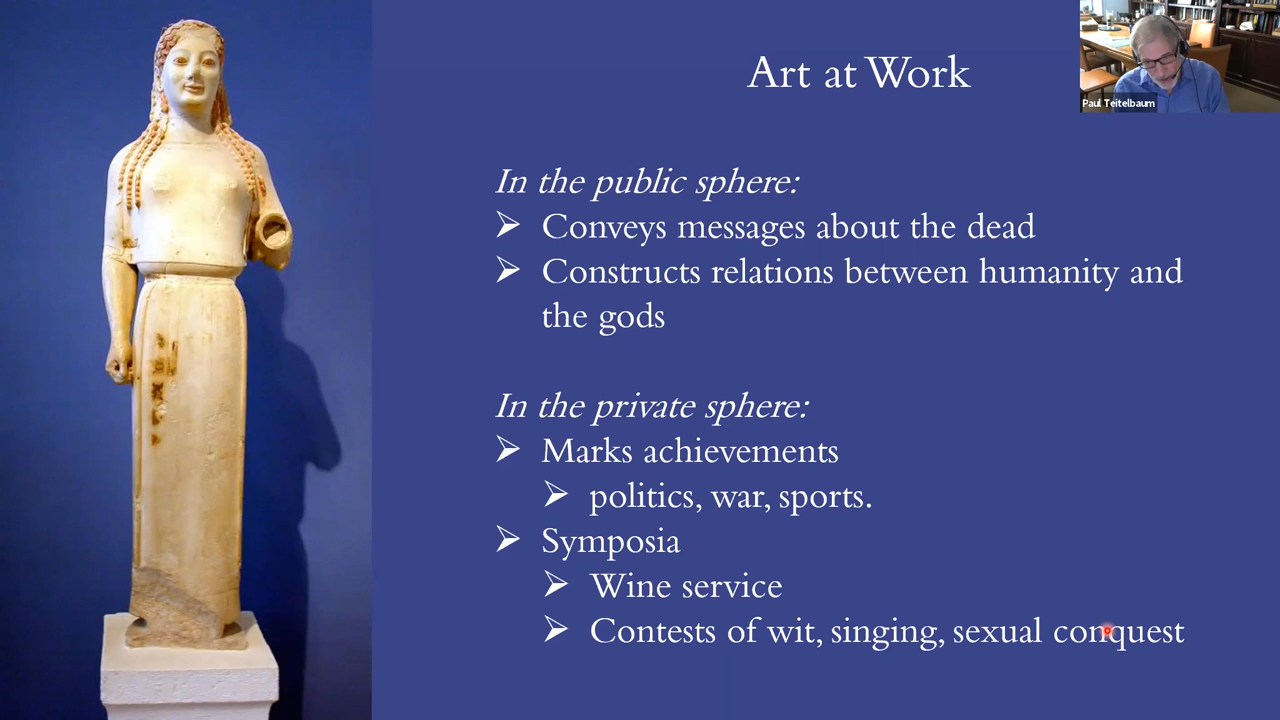 Art at Work
Paul Teitelbaum
In the public sphere:
➢ Conveys messages about the dead
➢ Constructs relations between humanity and
the gods
In the private sphere:
➢ Marks achievements
➢ politics, war, sports.
➢ Symposia
➢ Wine service
➢ Contests of wit, singing, sexual conquest